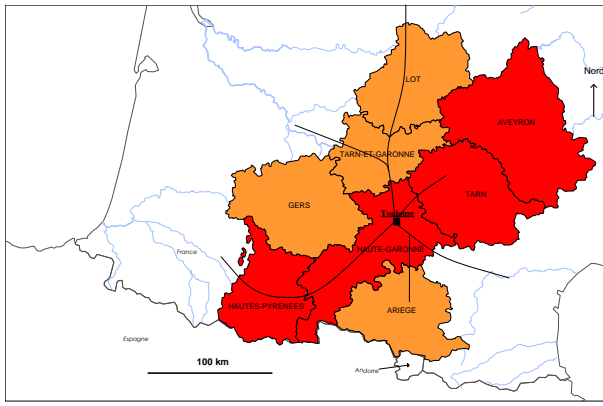 LOT
Nord
AVEYRON
TARN-ET-GARONNE
TARN
GERS
Toulouse
France
HAUTE-GARONNE
HAUTES-PYRENEES
ARIEGE
Espagne
100 km
Andorre